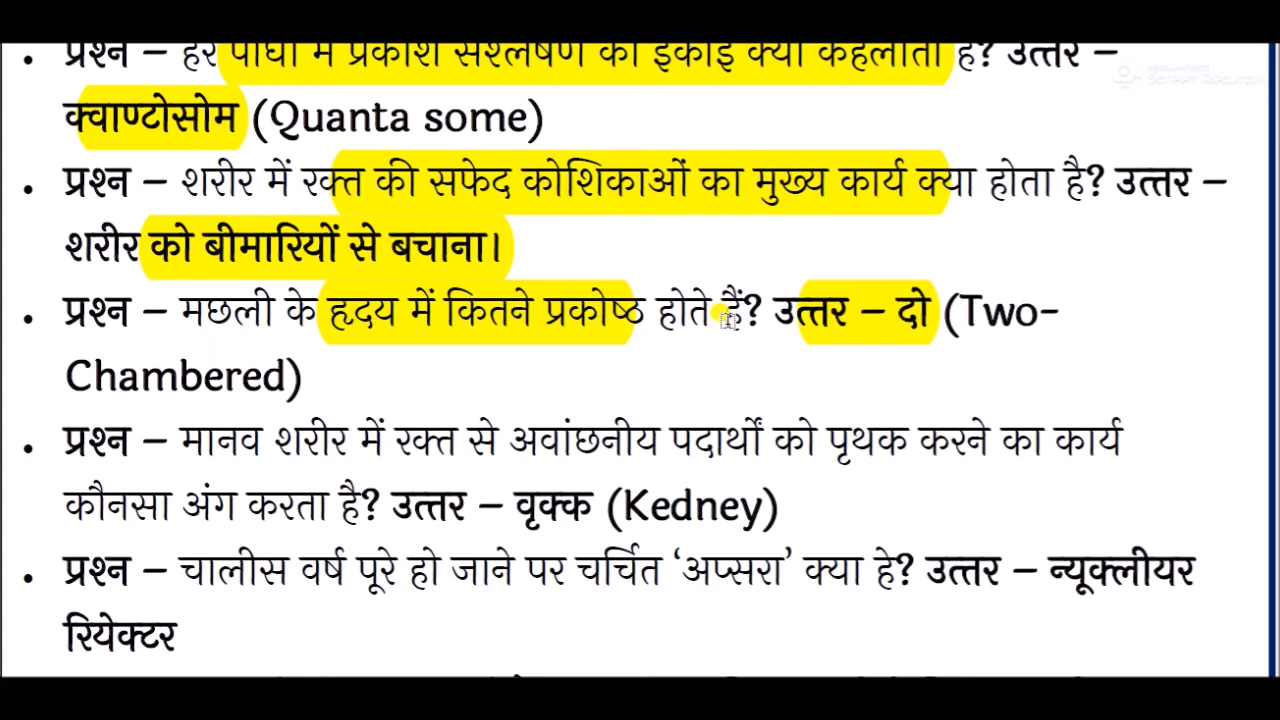 • प्रश्न – हरे पौधों में प्रकाश संश्लेषण की इकाई क्या कहलाती है? उत्तर –
क्वाण्टोसोम (Quanta some)
• प्रश्न – शरीर में रक्त की सफेद कोशिकाओं का मुख्य कार्य क्या होता है? उत्तर –
शरीर को बीमारियों से बचाना।
• प्रश्न – मछली के हृदय में कितने प्रकोष्ठ होते हैं? उत्तर – दो (Two-
Chambered)
• प्रश्न – मानव शरीर में रक्त से अवांछनीय पदार्थों को पृथक करने का कार्य
कौनसा अंग करता है? उत्तर – वृक्क (Kedney)
• प्रश्न – चालीस वर्ष पूरे हो जाने पर चर्चित ‘अप्सरा’ क्या हे? उत्तर – न्यूक्लीयर
रियेक्टर